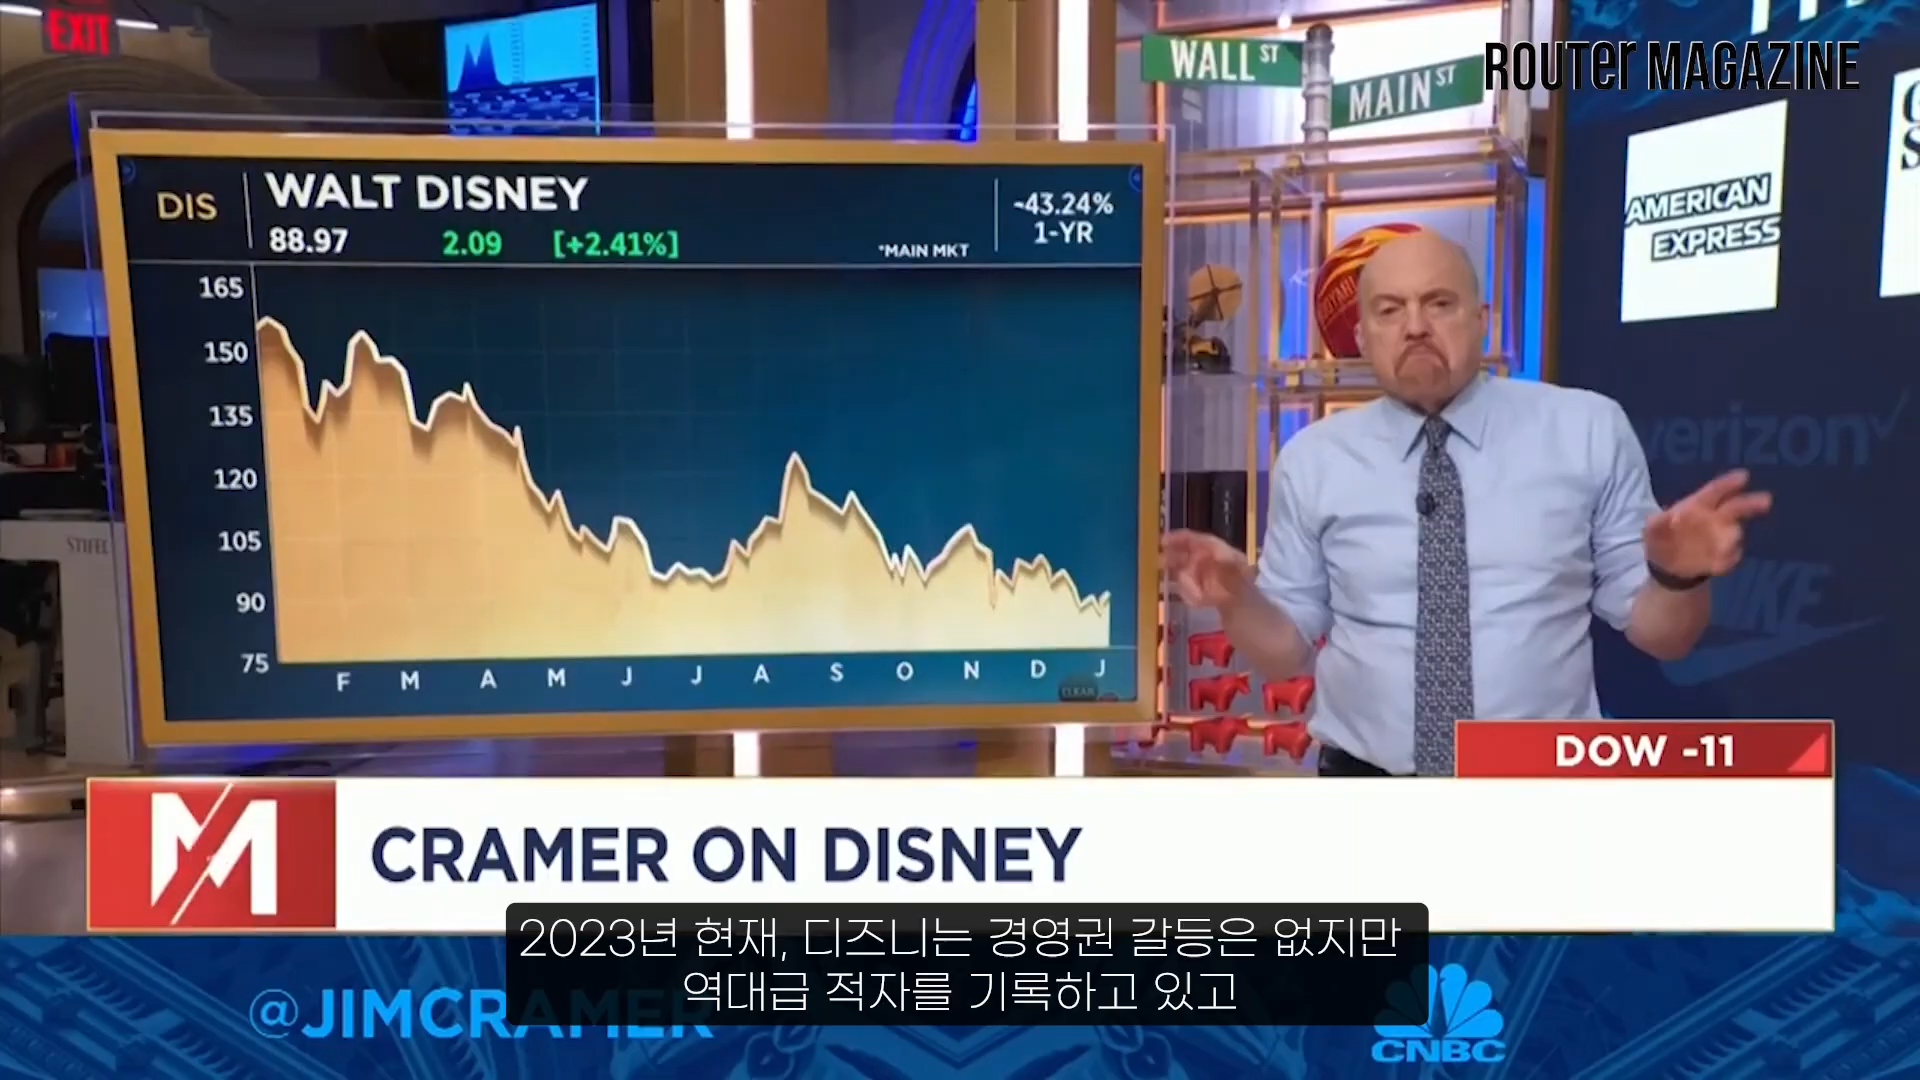 EXIT
WALL ST
MAIN ST
ROUTER MAGAZINE
AMERICAN
EXPRESS
DIS
WALT DISNEY
88.97 2.09 [+2.41%]
*MAIN MKT
-43.24%
1-YR
165
150
135
120
105
90
75
F M A M J J A S O N D J
CLEAR
STIFEL
verizon
NIKE
DOW -11
CRAMER ON DISNEY
2023년 현재, 디즈니는 경영권 갈등은 없지만
역대급 적자를 기록하고 있고
@JIMCRAMER
CNBC